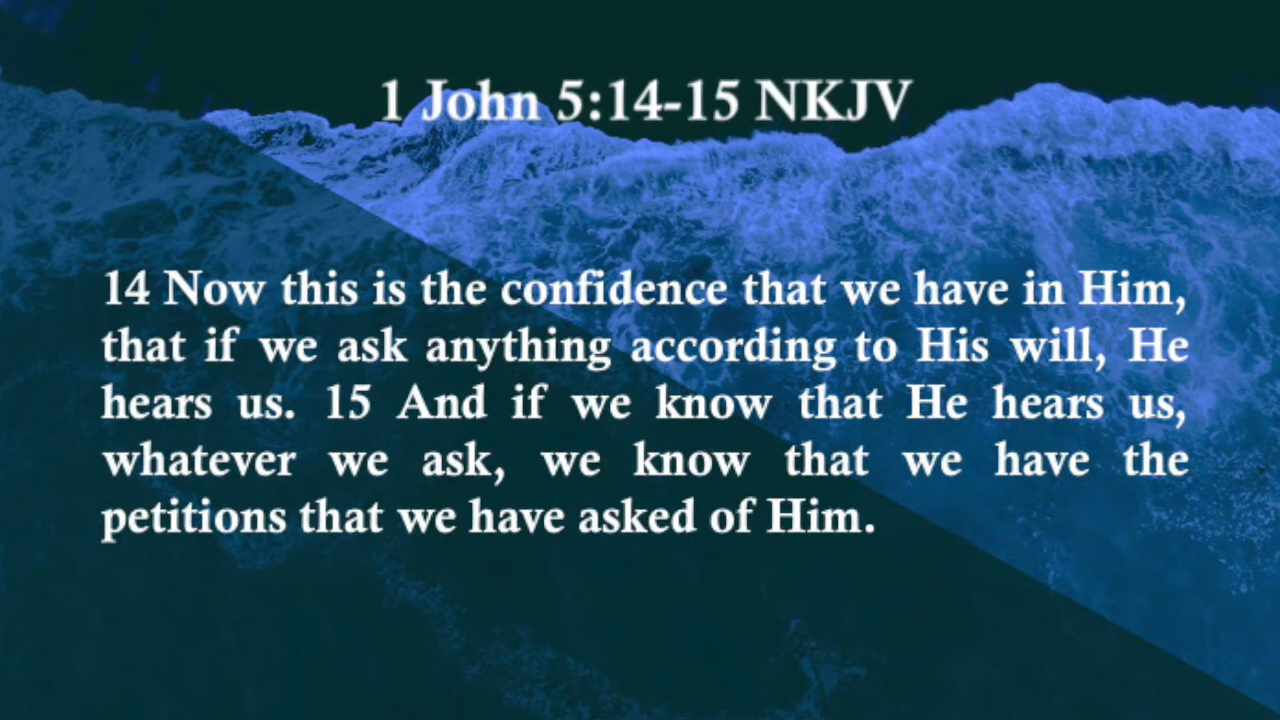 1 John 5:14-15 NKJV
14 Now this is the confidence that we have in Him,
that if we ask anything according to His will, He
hears us. 15 And if we know that He hears us,
whatever we ask, we know that we have the
petitions that we have asked of Him.